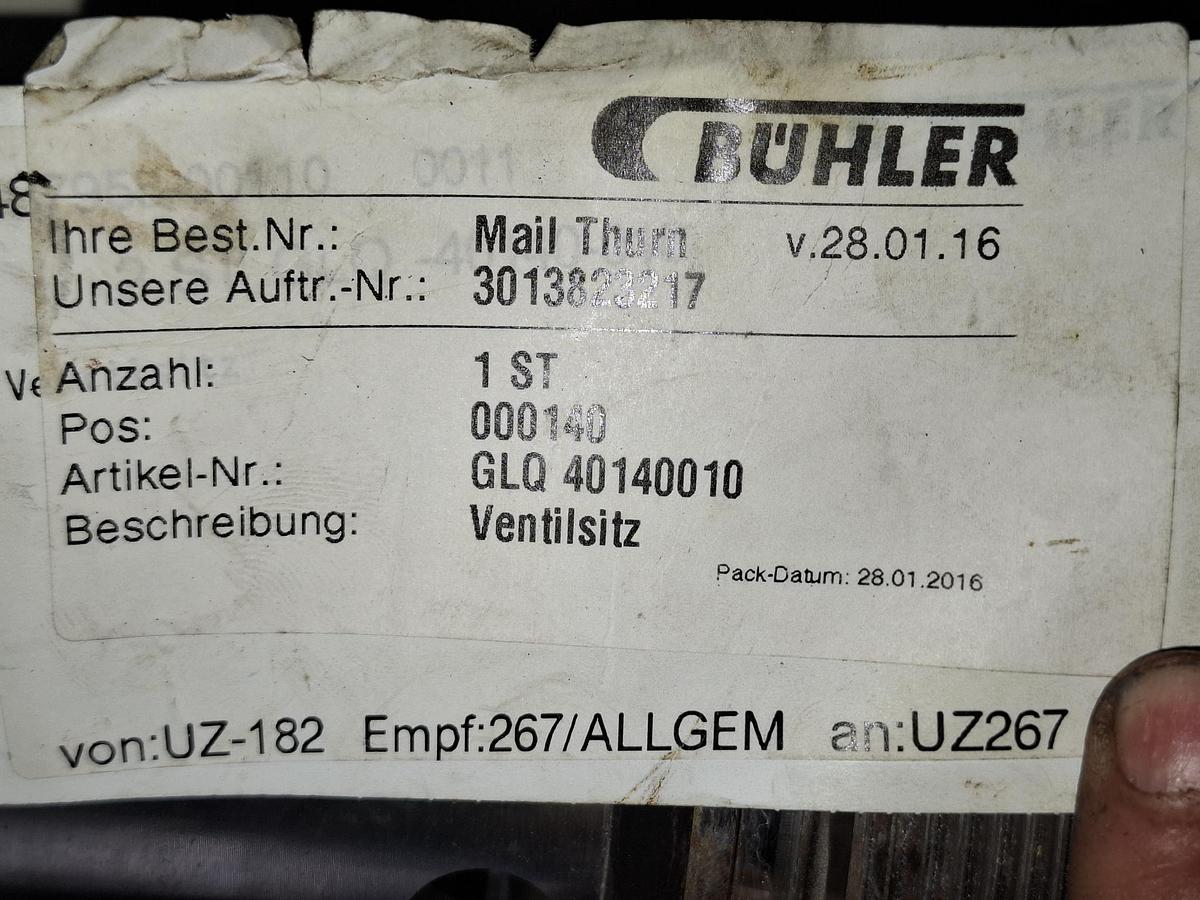 BÜHLER
0011
Ihre Best.Nr.: Mail Thurn v.28.01.16
Unsere Auftr.-Nr.: 3013823217
Anzahl: 1 ST
Pos: 000140
Artikel-Nr.: GLQ 40140010
Beschreibung: Ventilsitz
Pack-Datum: 28.01.2016
von:UZ-182 Empf:267/ALLGEM an:UZ267